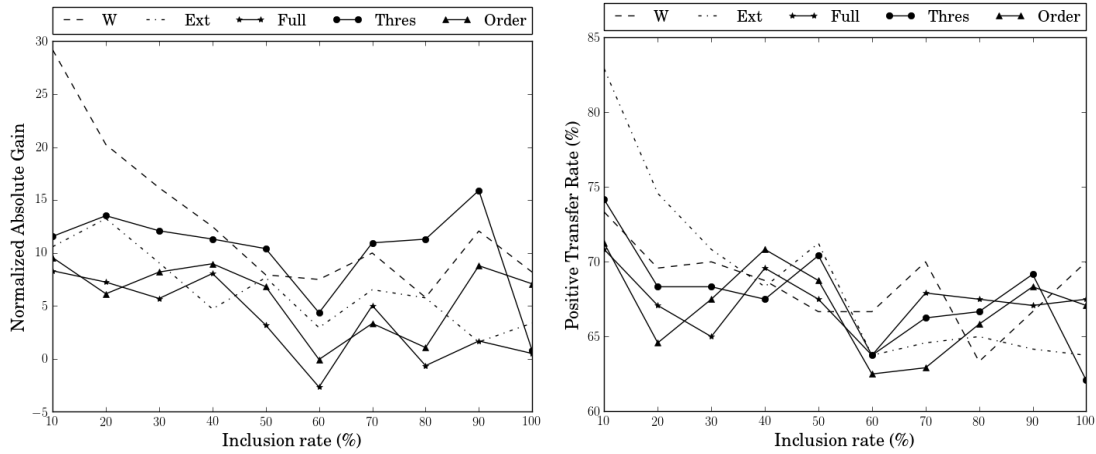 W Ext Full Thres Order
30
25
20
15
10
5
0
−5
10 20 30 40 50 60 70 80 90 100
Normalized Absolute Gain
Inclusion rate (%)
W Ext Full Thres Order
85
80
75
70
65
60
10 20 30 40 50 60 70 80 90 100
Positive Transfer Rate (%)
Inclusion rate (%)